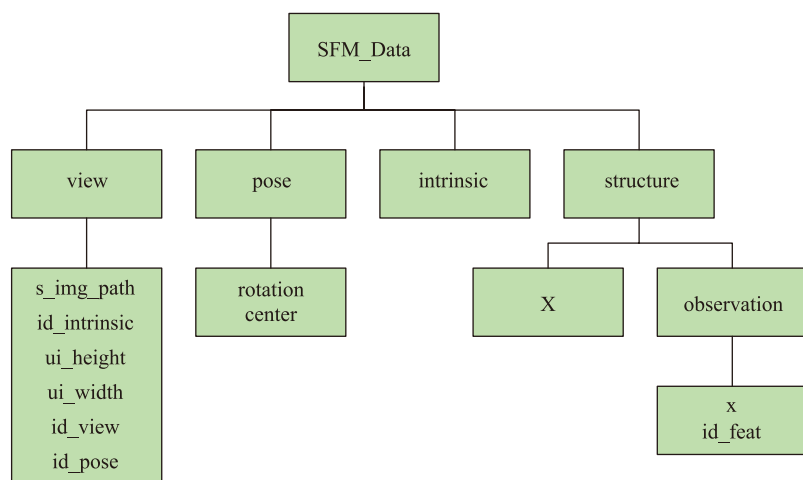 SFM_Data
view
pose
intrinsic
structure
s_img_path
id_intrinsic
ui_height
ui_width
id_view
id_pose
rotation
center
X
observation
x
id_feat